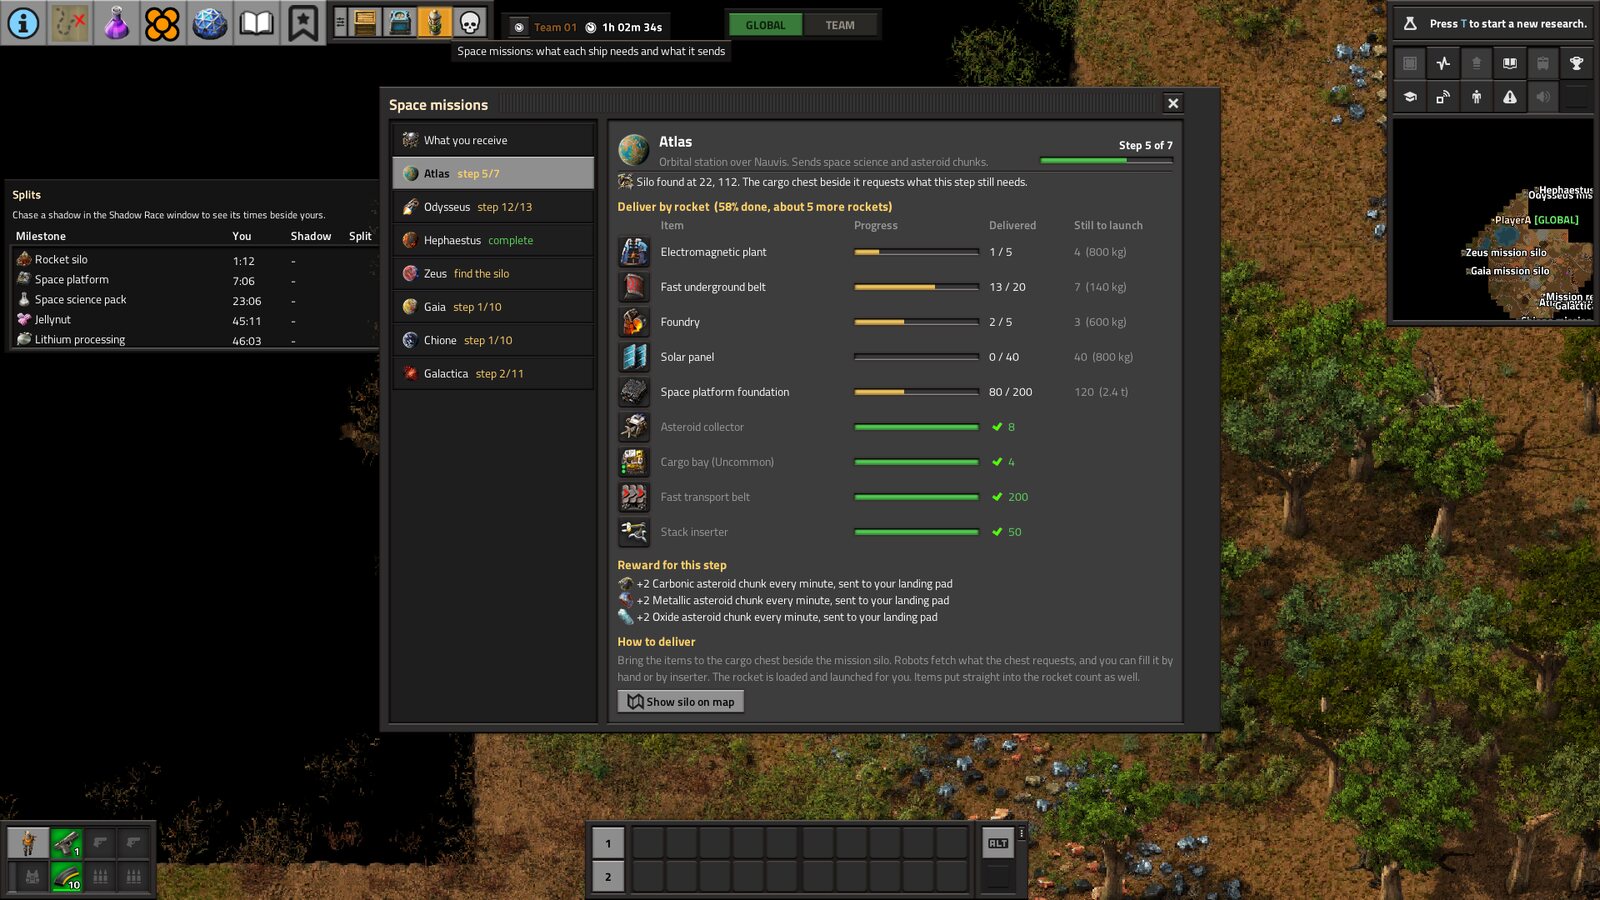 Team 01 1h 02m 34s
GLOBAL TEAM
Space missions: what each ship needs and what it sends
Press T to start a new research.
Space missions
What you receive
Atlas step 5/7
Odysseus step 12/13
Hephaestus complete
Zeus find the silo
Gaia step 1/10
Chione step 1/10
Galactica step 2/11
Atlas
Step 5 of 7
Orbital station over Nauvis. Sends space science and asteroid chunks.
Silo found at 22, 112. The cargo chest beside it requests what this step still needs.
Deliver by rocket (58% done, about 5 more rockets)
Item Progress Delivered Still to launch
Electromagnetic plant 1 / 5 4 (800 kg)
Fast underground belt 13 / 20 7 (140 kg)
Foundry 2 / 5 3 (600 kg)
Solar panel 0 / 40 40 (800 kg)
Space platform foundation 80 / 200 120 (2.4 t)
Asteroid collector 8
Cargo bay (Uncommon) 4
Fast transport belt 200
Stack inserter 50
Reward for this step
+2 Carbonic asteroid chunk every minute, sent to your landing pad
+2 Metallic asteroid chunk every minute, sent to your landing pad
+2 Oxide asteroid chunk every minute, sent to your landing pad
How to deliver
Bring the items to the cargo chest beside the mission silo. Robots fetch what the chest requests, and you can fill it by
hand or by inserter. The rocket is loaded and launched for you. Items put straight into the rocket count as well.
Show silo on map
Splits
Chase a shadow in the Shadow Race window to see its times beside yours.
Milestone You Shadow Split
Rocket silo 1:12 -
Space platform 7:06 -
Space science pack 23:06 -
Jellynut 45:11 -
Lithium processing 46:03 -
Hephaestus
Odysseus mis
PlayerA [GLOBAL]
Zeus mission silo
Gaia mission silo
Mission re
Galactic
1
10
1
2
ALT